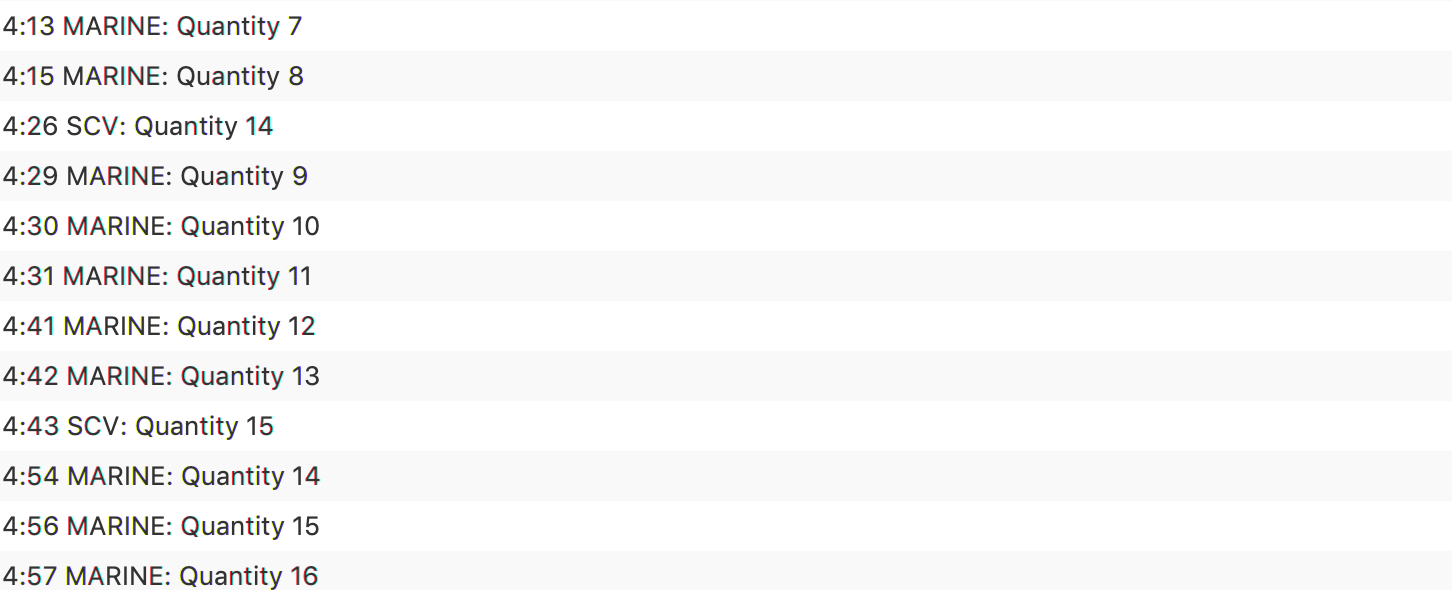 4:13 MARINE: Quantity 7
4:15 MARINE: Quantity 8
4:26 SCV: Quantity 14
4:29 MARINE: Quantity 9
4:30 MARINE: Quantity 10
4:31 MARINE: Quantity 11
4:41 MARINE: Quantity 12
4:42 MARINE: Quantity 13
4:43 SCV: Quantity 15
4:54 MARINE: Quantity 14
4:56 MARINE: Quantity 15
4:57 MARINE: Quantity 16